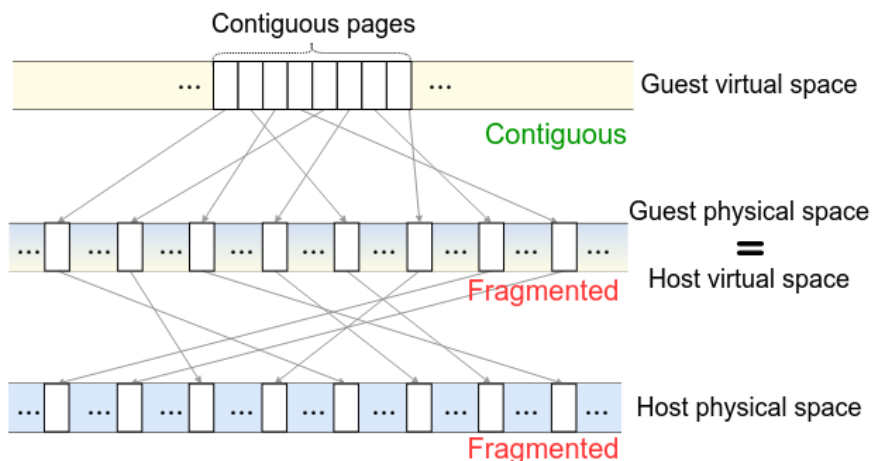 Contiguous pages
... ... Guest virtual space
Contiguous
Guest physical space
... ... ... ... ... ... ... ... ...
=
Host virtual space
Fragmented
... ... ... ... ... ... ... ... ... Host physical space
Fragmented